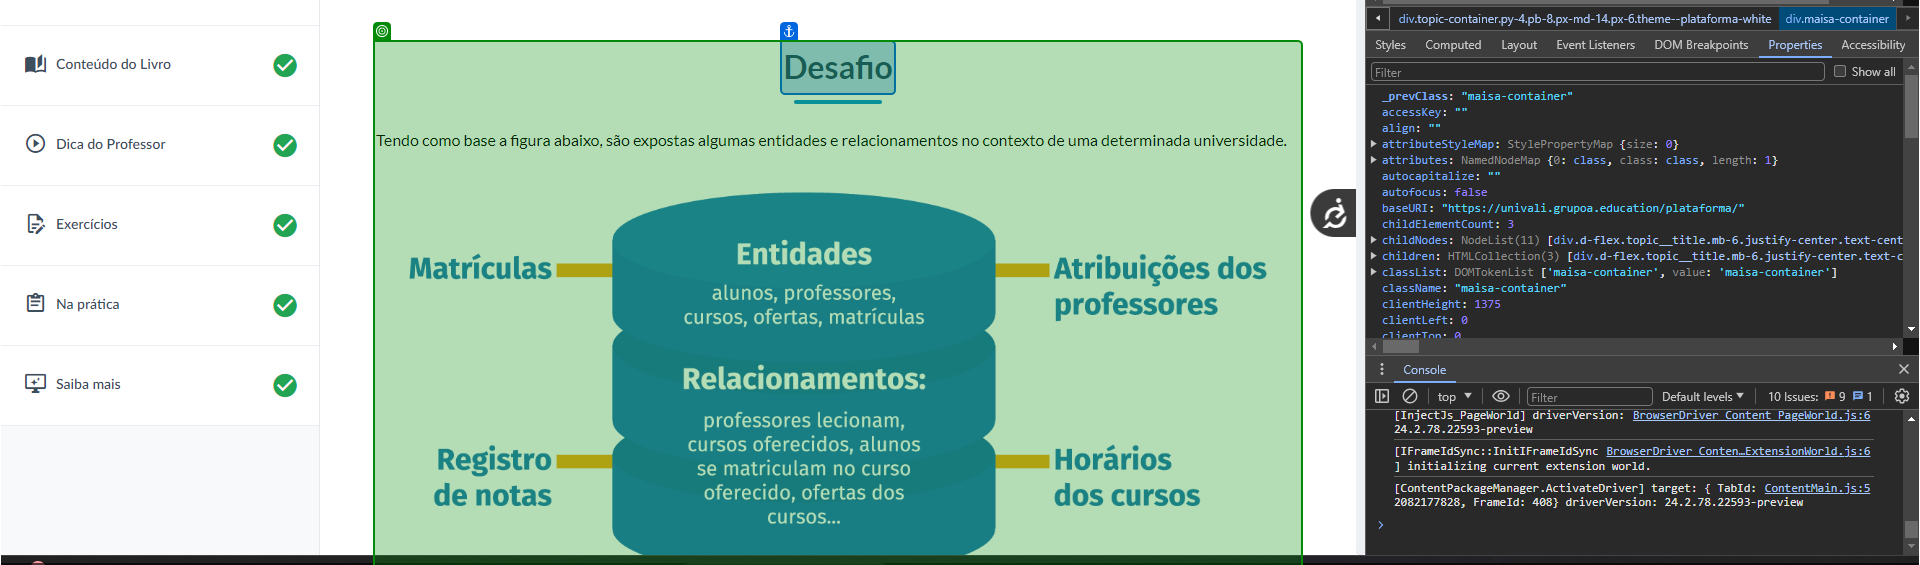 Conteúdo do Livro
Dica do Professor
Exercícios
Na prática
Saiba mais
Desafio
Tendo como base a figura abaixo, são expostas algumas entidades e relacionamentos no contexto de uma determinada universidade.
Matrículas
Entidades
alunos, professores,
cursos, ofertas, matrículas
Atribuições dos
professores
Relacionamentos:
professores lecionam,
cursos oferecidos, alunos
se matriculam no curso
oferecido, ofertas dos
cursos...
Registro
de notas
Horários
dos cursos
div.topic-container.py-4.pb-8.px-md-14.px-6.theme--plataforma-white div.maisa-container
Styles Computed Layout Event Listeners DOM Breakpoints Properties Accessibility
Filter Show all
_prevClass: "maisa-container"
accessKey: ""
align: ""
attributeStyleMap: StylePropertyMap {size: 0}
attributes: NamedNodeMap {0: class, class: class, length: 1}
autocapitalize: ""
autofocus: false
baseURI: "https://univali.grupoa.education/plataforma/"
childElementCount: 3
childNodes: NodeList(11) [div.d-flex.topic__title.mb-6.justify-center.text-cent
children: HTMLCollection(3) [div.d-flex.topic__title.mb-6.justify-center.text-c
classList: DOMTokenList ['maisa-container', value: 'maisa-container']
className: "maisa-container"
clientHeight: 1375
clientLeft: 0
clientTop: 0
Console
top Filter Default levels 10 Issues: 9 1
[InjectJs_PageWorld] driverVersion: BrowserDriver Content PageWorld.js:6
24.2.78.22593-preview
[IFrameIdSync::InitIFrameIdSync BrowserDriver Conten…ExtensionWorld.js:6
] initializing current extension world.
[ContentPackageManager.ActivateDriver] target: { TabId: ContentMain.js:5
2082177828, FrameId: 408} driverVersion: 24.2.78.22593-preview